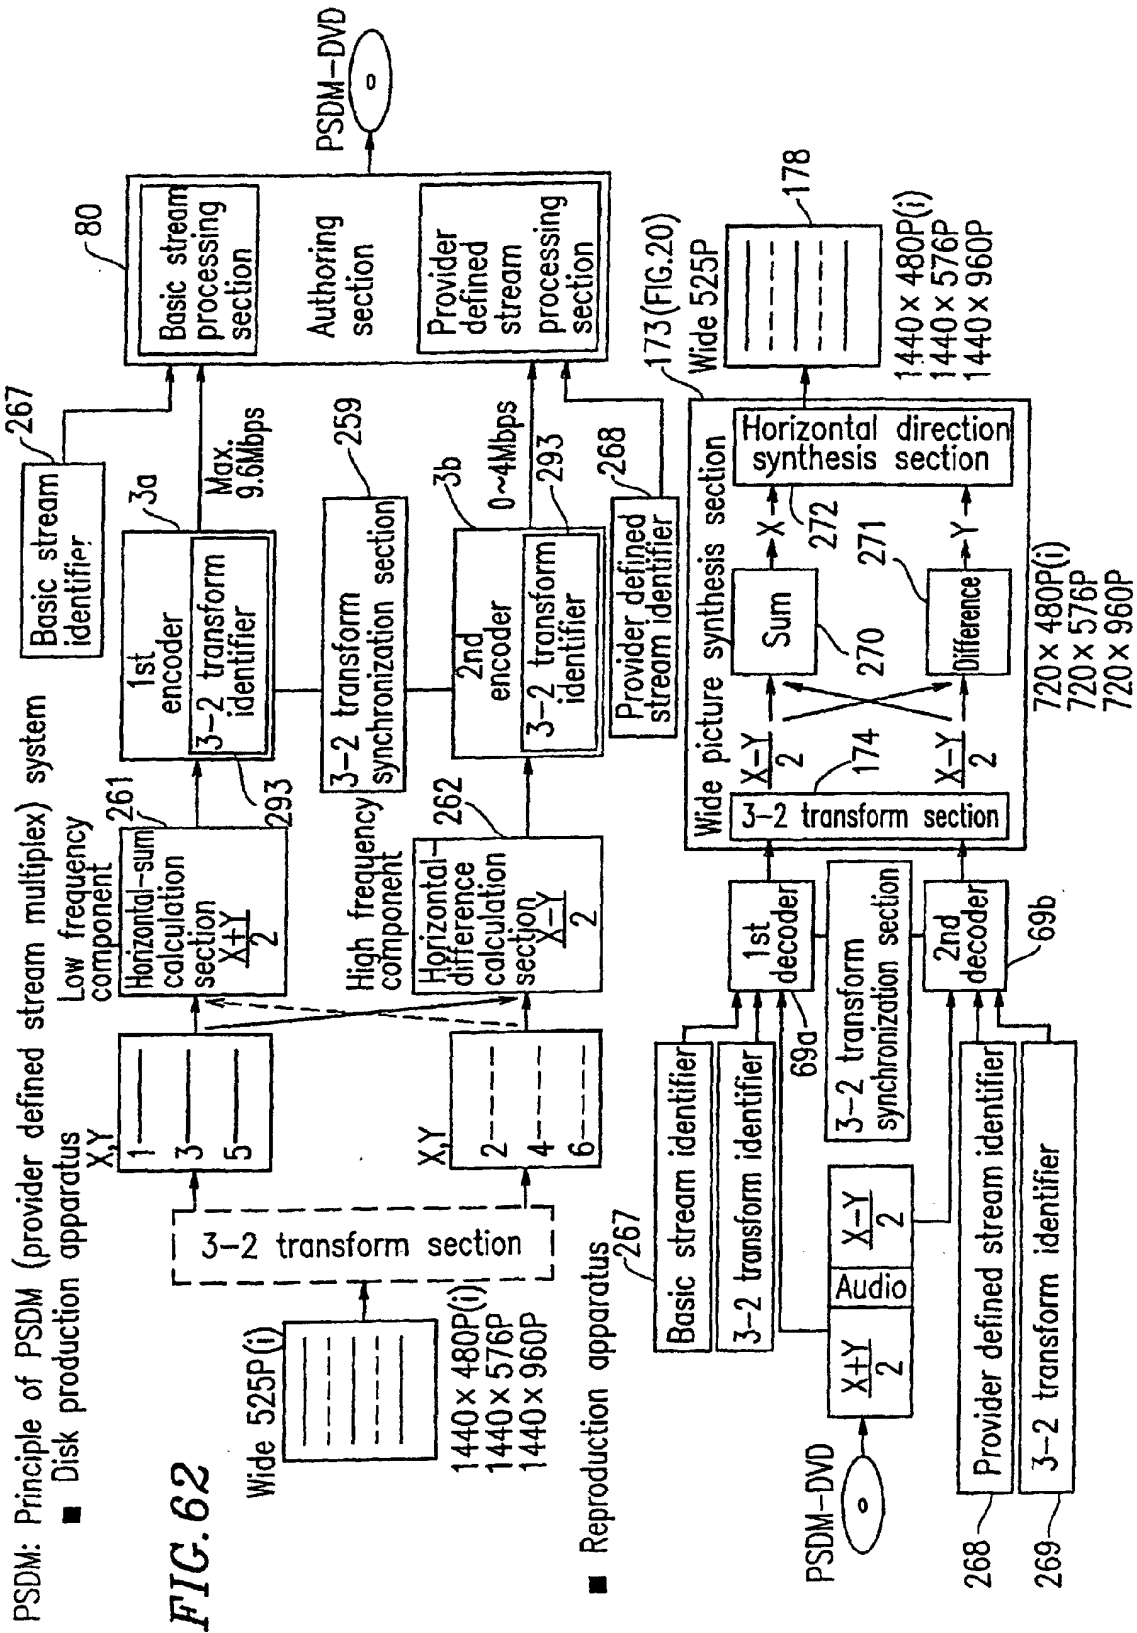 PSDM: Principle of PSDM (provider defined stream multiplex) system
■ Disk production apparatus
FIG.62
Wide 525P(i)
1440×480P(i)
1440×576P
1440×960P
3-2 transform section
X,Y
1
3
5
X,Y
2
4
6
Low frequency
component
261
Horizontal-sum
calculation
section
X+Y
2
High frequency
component
262
Horizontal-
difference
calculation
section
X-Y
2
Basic stream
identifier
267
3a
1st
encoder
3-2 transform
identifier
293
Max.
9.6Mbps
3-2 transform
synchronization section
259
3b
2nd
encoder
3-2 transform
identifier
293
0~4Mbps
Provider defined
stream identifier
268
80
Basic stream
processing
section
Authoring
section
Provider
defined
stream
processing
section
PSDM-DVD
■ Reproduction apparatus
PSDM-DVD
X+Y
2
Audio
X-Y
2
267
Basic stream identifier
3-2 transform identifier
268
Provider defined stream identifier
269
3-2 transform identifier
1st
decoder
69a
3-2 transform
synchronization section
2nd
decoder
69b
Wide picture synthesis section
173(FIG.20)
3-2 transform section
174
X-Y
2
X-Y
2
Sum
270
Difference
271
X
Y
Horizontal direction
synthesis section
272
720×480P(i)
720×576P
720×960P
Wide 525P
178
1440×480P(i)
1440×576P
1440×960P